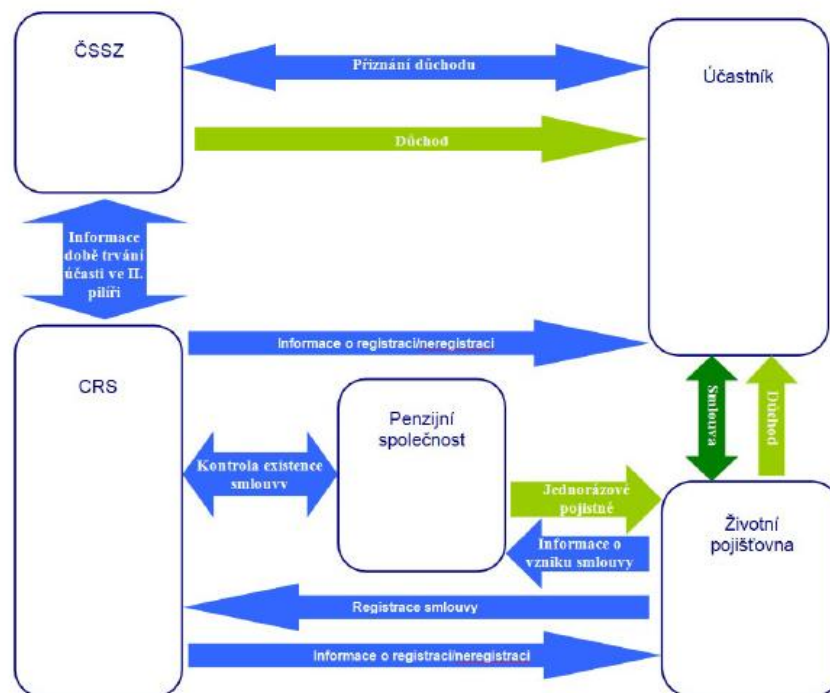 ČSSZ
Přiznání důchodu
Účastník
Důchod
Informace
době trvání
účasti ve II.
pilíři
Informace o registraci/neregistraci
CRS
Penzijní
společnost
Smlouva
Důchod
Kontrola existence
smlouvy
Jednorázové
pojistné
Životní
pojišťovna
Informace o
vzniku smlouvy
Registrace smlouvy
Informace o registraci/neregistraci